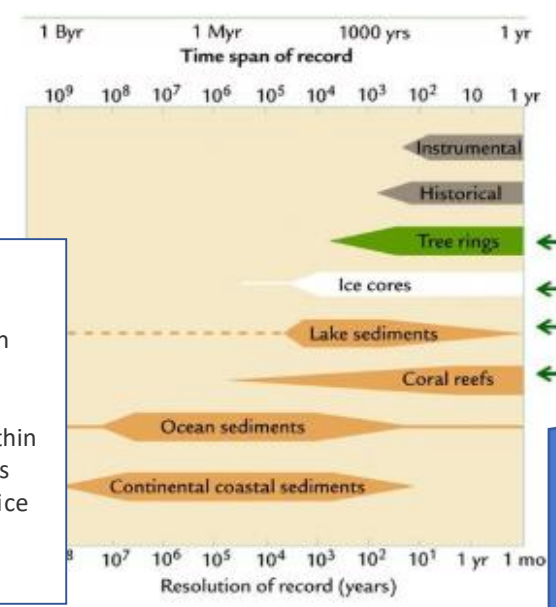 1 Byr 1 Myr 1000 yrs 1 yr
Time span of record
10⁹ 10⁸ 10⁷ 10⁶ 10⁵ 10⁴ 10³ 10² 10 1 yr
Instrumental
Historical
Tree rings
Ice cores
Lake sediments
Coral reefs
Ocean sediments
Continental coastal sediments
ice
10⁷ 10⁶ 10⁵ 10⁴ 10³ 10² 10¹ 1 yr 1 mo
Resolution of record (years)